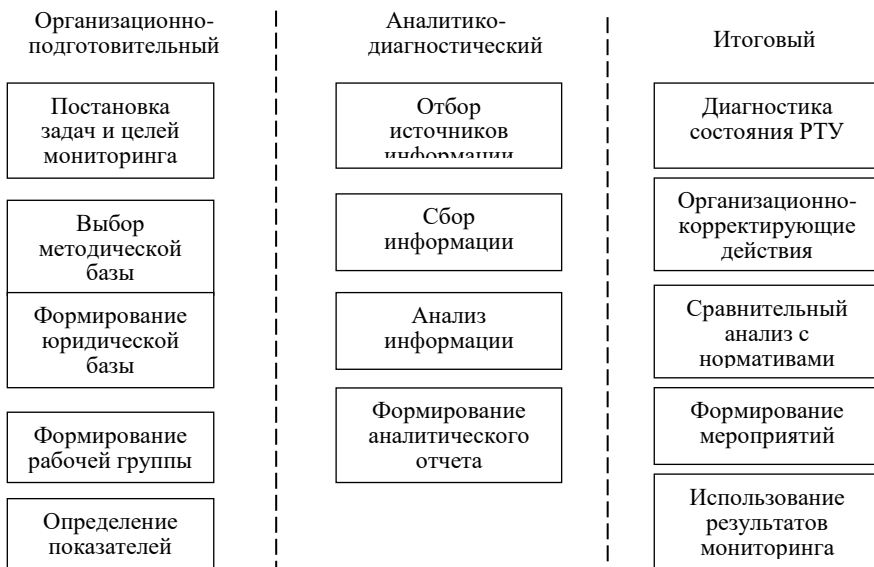 Организационно-
подготовительный
Постановка
задач и целей
мониторинга
Выбор
методической
базы
Формирование
юридической
базы
Формирование
рабочей группы
Определение
показателей
Аналитико-
диагностический
Отбор
источников
информации
Сбор
информации
Анализ
информации
Формирование
аналитического
отчета
Итоговый
Диагностика
состояния РТУ
Организационно-
корректирующие
действия
Сравнительный
анализ с
нормативами
Формирование
мероприятий
Использование
результатов
мониторинга